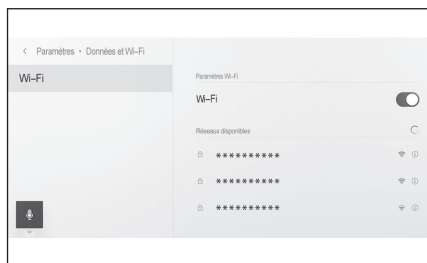 < Paramètres • Données et Wi-Fi
Wi-Fi
Paramètres Wi-Fi
Wi-Fi
Réseaux disponibles
**********
**********
**********